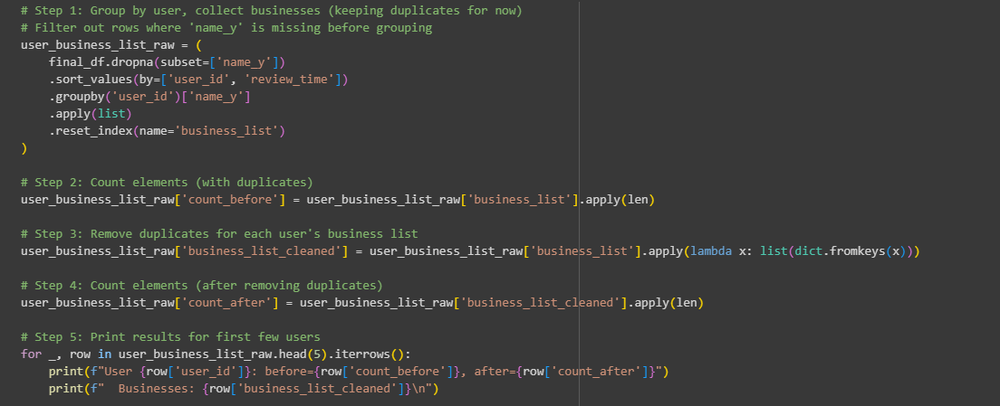 # Step 1: Group by user, collect businesses (keeping duplicates for now)
# Filter out rows where 'name_y' is missing before grouping
user_business_list_raw = (
    final_df.dropna(subset=['name_y'])
    .sort_values(by=['user_id', 'review_time'])
    .groupby('user_id')['name_y']
    .apply(list)
    .reset_index(name='business_list')
)

# Step 2: Count elements (with duplicates)
user_business_list_raw['count_before'] = user_business_list_raw['business_list'].apply(len)

# Step 3: Remove duplicates for each user's business list
user_business_list_raw['business_list_cleaned'] = user_business_list_raw['business_list'].apply(lambda x: list(dict.fromkeys(x)))

# Step 4: Count elements (after removing duplicates)
user_business_list_raw['count_after'] = user_business_list_raw['business_list_cleaned'].apply(len)

# Step 5: Print results for first few users
for _, row in user_business_list_raw.head(5).iterrows():
    print(f"User {row['user_id']}: before={row['count_before']}, after={row['count_after']}")
    print(f"  Businesses: {row['business_list_cleaned']}\n")